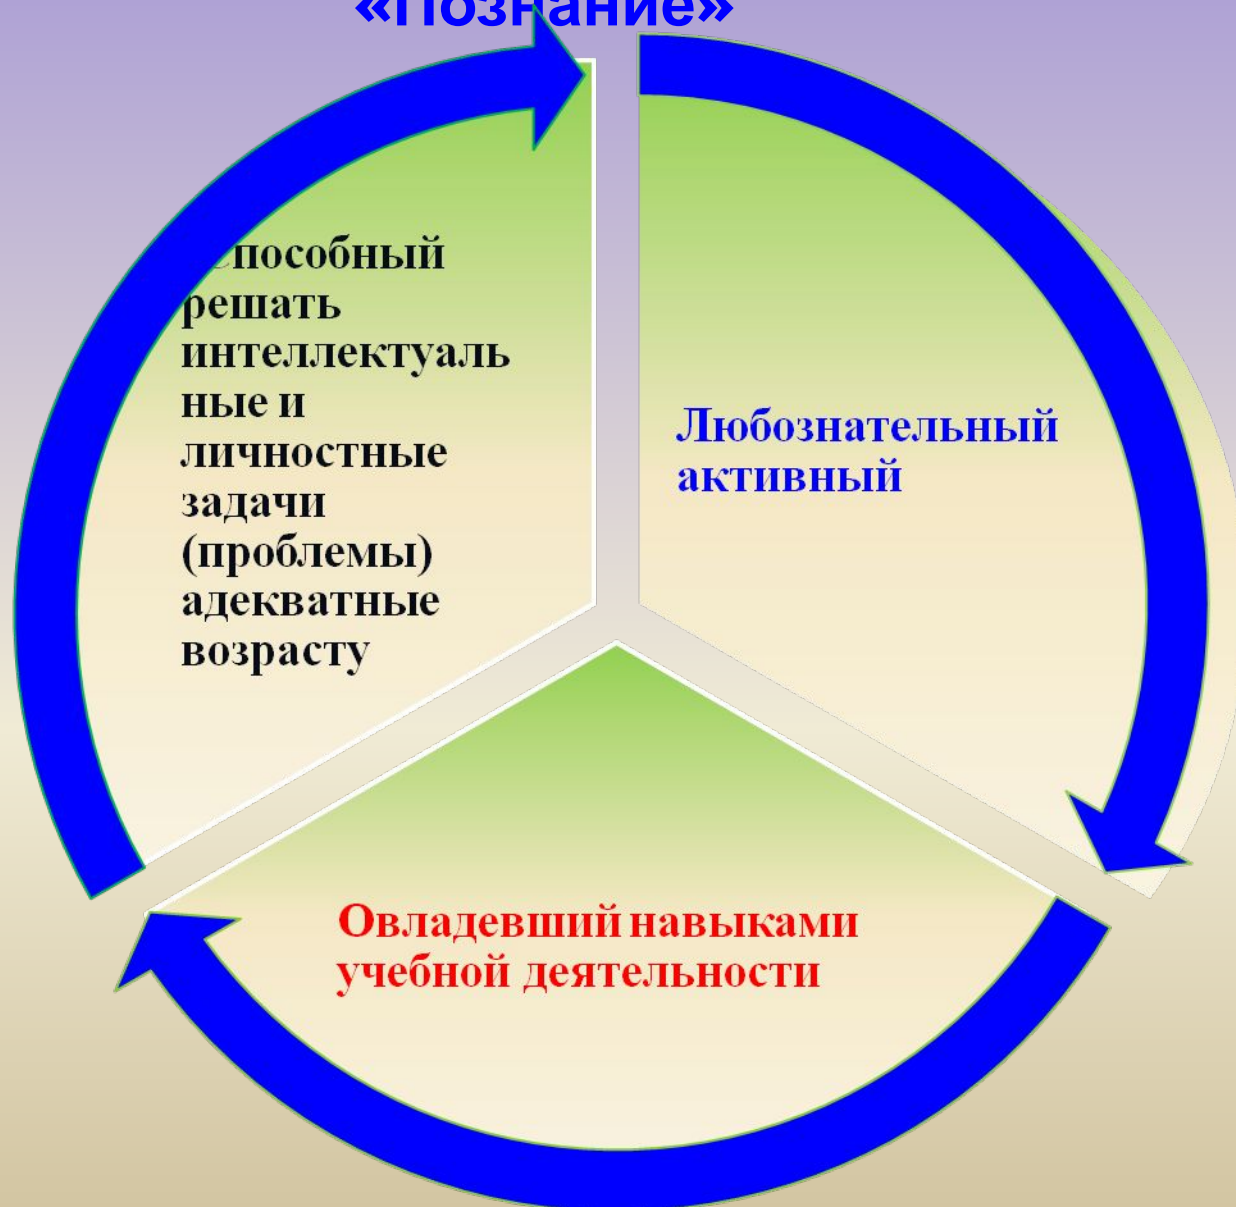 «Познание»
Способный
решать
интеллектуаль
ные и
личностные
задачи
(проблемы)
адекватные
возрасту
Любознательный
активный
Овладевший навыками
учебной деятельности